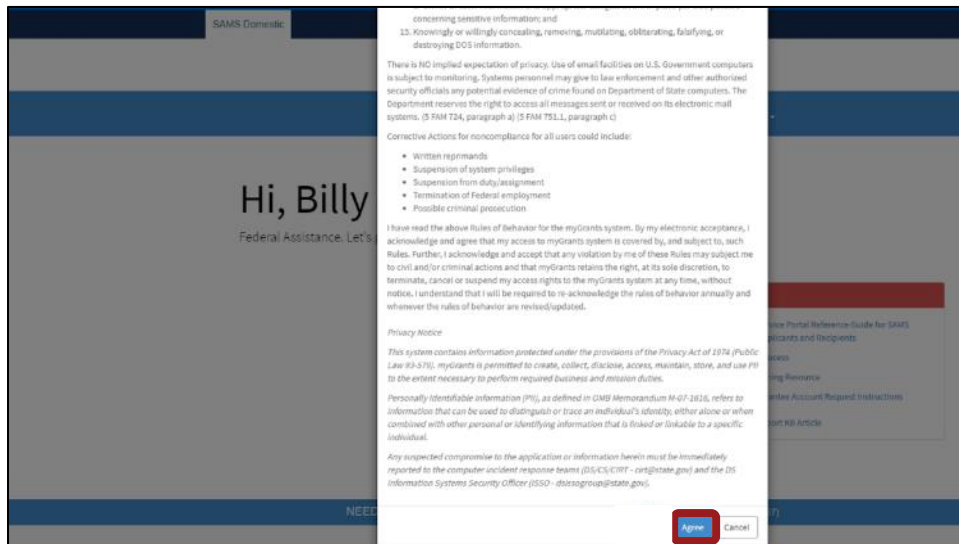 SAMS Domestic
concerning sensitive information; and
15. Knowingly or willingly concealing, removing, mutilating, obliterating, falsifying, or
destroying DOS information.
There is NO implied expectation of privacy. Use of email facilities on U.S. Government computers
is subject to monitoring. Systems personnel may give to law enforcement and other authorized
security officials any potential evidence of crime found on Department of State computers. The
Department reserves the right to access all messages sent or received on its electronic mail
systems. (5 FAM 724, paragraph a) (5 FAM 751.1, paragraph c)
Corrective Actions for noncompliance for all users could include:
• Written reprimands
• Suspension of system privileges
• Suspension from duty/assignment
• Termination of Federal employment
• Possible criminal prosecution
Hi, Billy
Federal Assistance. Let's
I have read the above Rules of Behavior for the myGrants system. By my electronic acceptance, I
acknowledge and agree that my access to myGrants system is covered by, and subject to, such
Rules. Further, I acknowledge and accept that any violation by me of these Rules may subject me
to civil and/or criminal actions and that myGrants retains the right, at its sole discretion, to
terminate, cancel or suspend my access rights to the myGrants system at any time, without
notice. I understand that I will be required to re-acknowledge the rules of behavior annually and
whenever the rules of behavior are revised/updated.
Privacy Notice
This system contains information protected under the provisions of the Privacy Act of 1974 (Public
Law 93-579). myGrants is permitted to create, collect, disclose, access, maintain, store, and use PII
to the extent necessary to perform required business and mission duties.
Personally Identifiable Information (PII), as defined in OMB Memorandum M-07-1616, refers to
information that can be used to distinguish or trace an individual's identity, either alone or when
combined with other personal or identifying information that is linked or linkable to a specific
individual.
Any suspected compromise to the application or information herein must be immediately
reported to the computer incident response teams (DS/CS/CIRT - cirt@state.gov) and the DS
Information Systems Security Officer (ISSO - dsissogroup@state.gov).
Portal Reference Guide for SAMS
and Recipients
Resource
Account Request Instructions
KB Article
NEED
Agree
Cancel